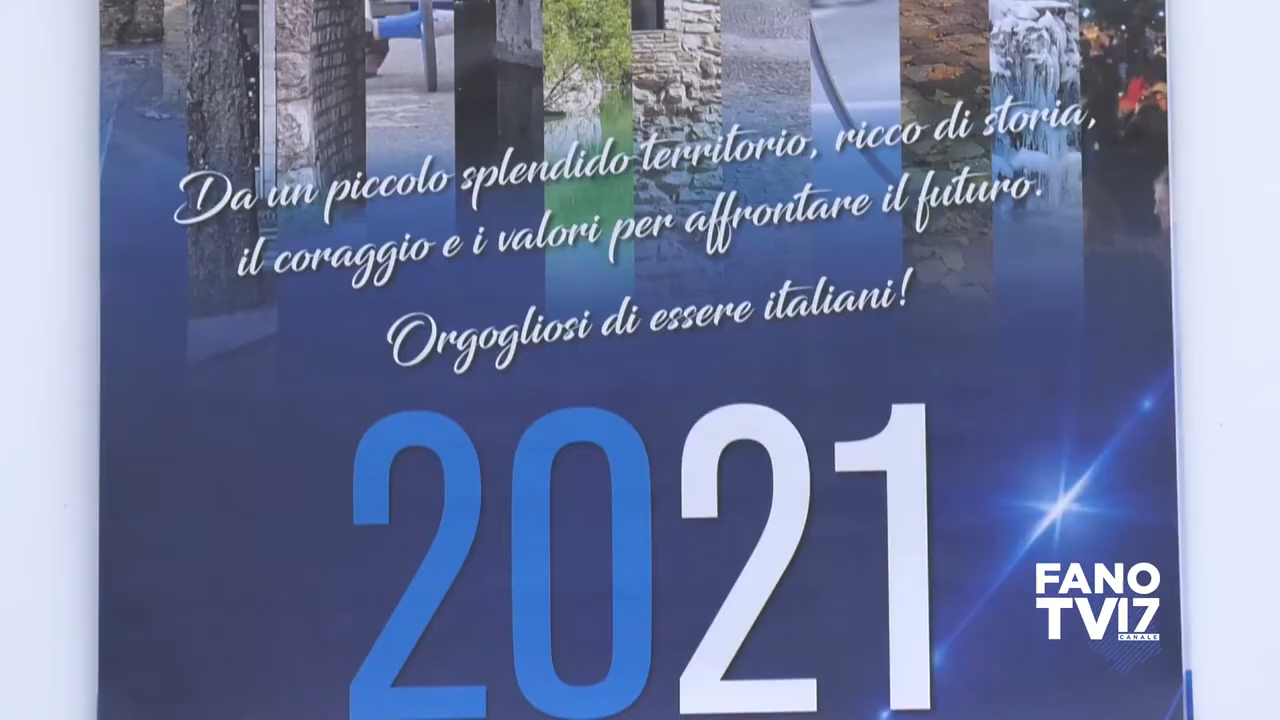 Da un piccolo splendido territorio, ricco di storia,
il coraggio e i valori per affrontare il futuro.
Orgogliosi di essere italiani!
2021
FANO
TV17
CANALE